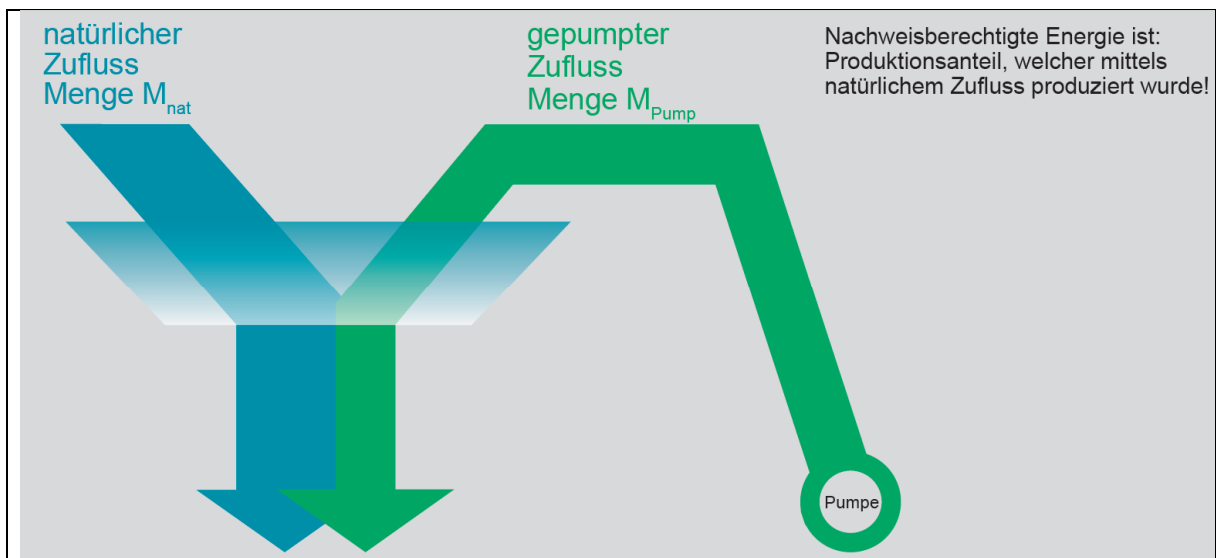 natürlicher
Zufluss
Menge Mnat
gepumpter
Zufluss
Menge MPump
Nachweisberechtigte Energie ist:
Produktionsanteil, welcher mittels
natürlichem Zufluss produziert wurde!
Pumpe